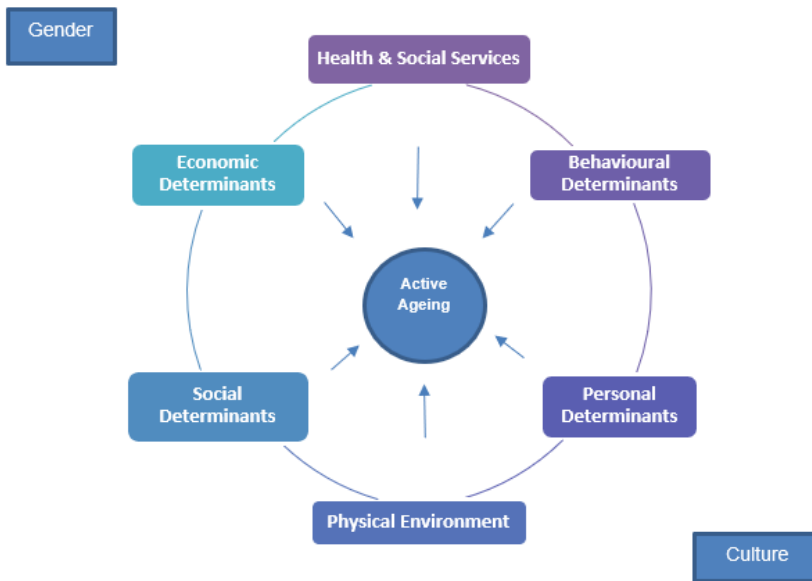 Gender
Health & Social Services
Economic
Determinants
Behavioural
Determinants
Active
Ageing
Social
Determinants
Personal
Determinants
Physical Environment
Culture